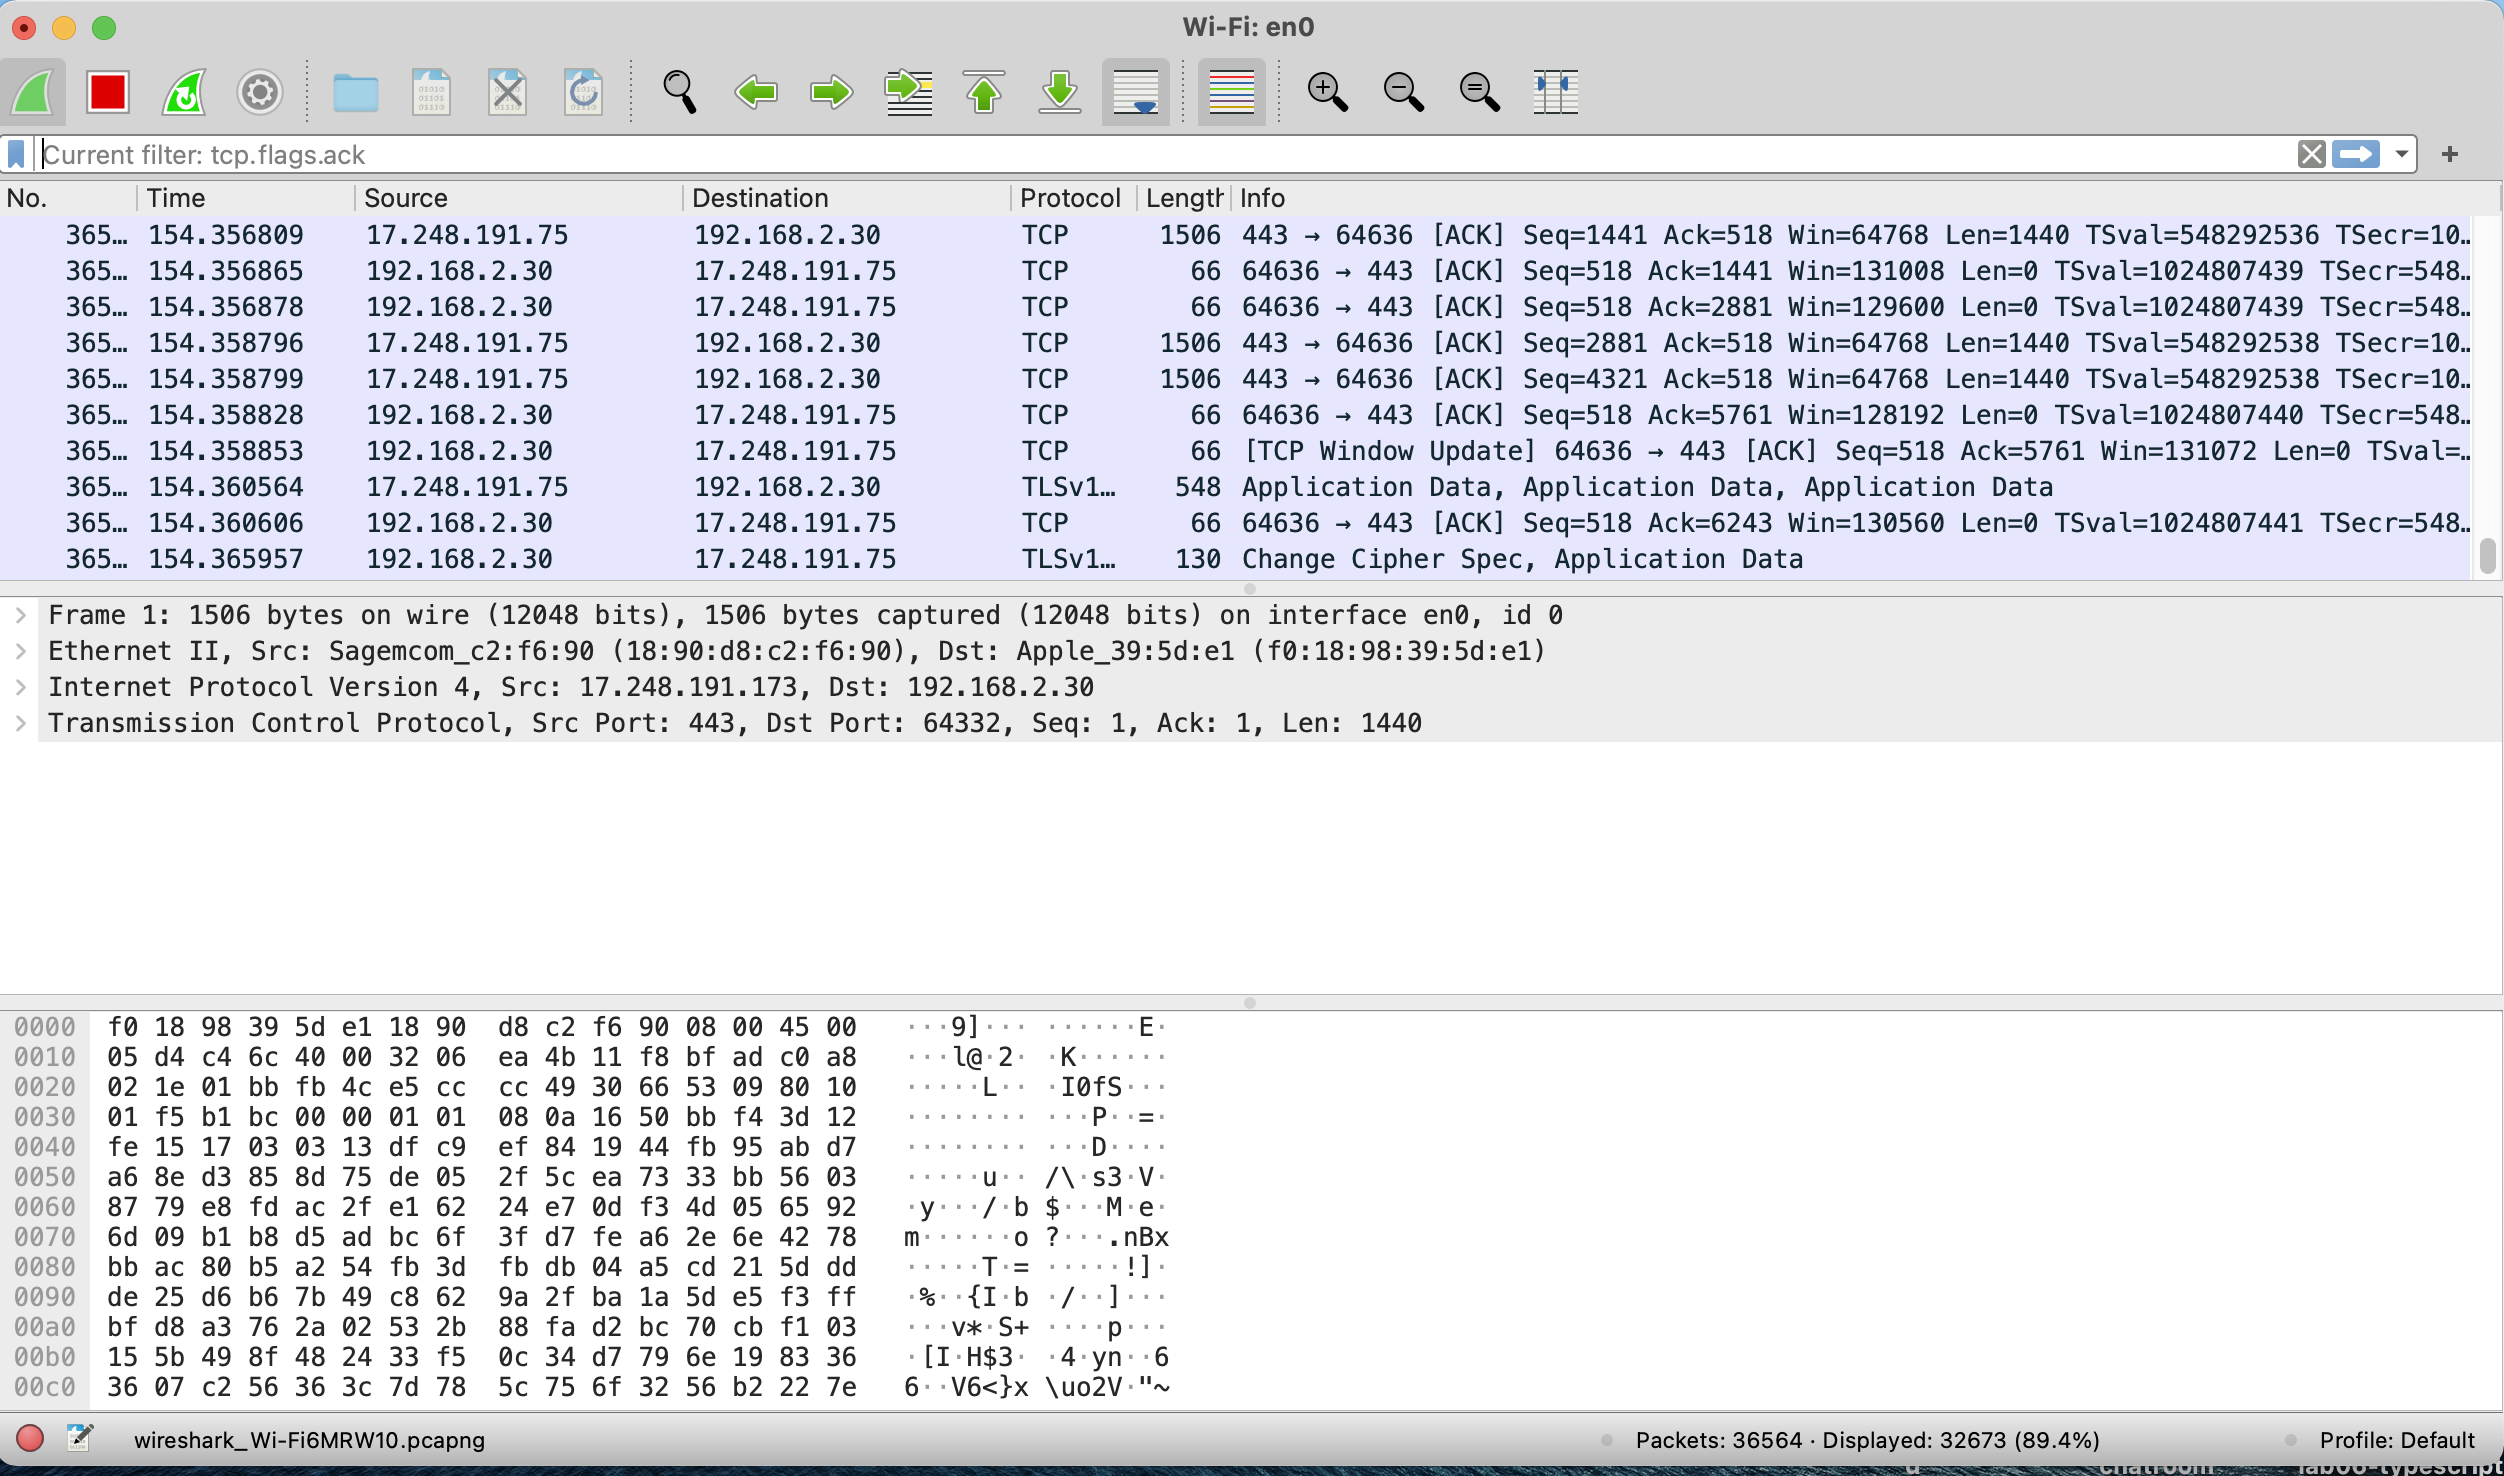 Wi-Fi: en0
Current filter: tcp.flags.ack
No. Time Source Destination Protocol Length Info
365… 154.356809 17.248.191.75 192.168.2.30 TCP 1506 443 → 64636 [ACK] Seq=1441 Ack=518 Win=64768 Len=1440 TSval=548292536 TSecr=10…
365… 154.356865 192.168.2.30 17.248.191.75 TCP 66 64636 → 443 [ACK] Seq=518 Ack=1441 Win=131008 Len=0 TSval=1024807439 TSecr=548…
365… 154.356878 192.168.2.30 17.248.191.75 TCP 66 64636 → 443 [ACK] Seq=518 Ack=2881 Win=129600 Len=0 TSval=1024807439 TSecr=548…
365… 154.358796 17.248.191.75 192.168.2.30 TCP 1506 443 → 64636 [ACK] Seq=2881 Ack=518 Win=64768 Len=1440 TSval=548292538 TSecr=10…
365… 154.358799 17.248.191.75 192.168.2.30 TCP 1506 443 → 64636 [ACK] Seq=4321 Ack=518 Win=64768 Len=1440 TSval=548292538 TSecr=10…
365… 154.358828 192.168.2.30 17.248.191.75 TCP 66 64636 → 443 [ACK] Seq=518 Ack=5761 Win=128192 Len=0 TSval=1024807440 TSecr=548…
365… 154.358853 192.168.2.30 17.248.191.75 TCP 66 [TCP Window Update] 64636 → 443 [ACK] Seq=518 Ack=5761 Win=131072 Len=0 TSval=…
365… 154.360564 17.248.191.75 192.168.2.30 TLSv1… 548 Application Data, Application Data, Application Data
365… 154.360606 192.168.2.30 17.248.191.75 TCP 66 64636 → 443 [ACK] Seq=518 Ack=6243 Win=130560 Len=0 TSval=1024807441 TSecr=548…
365… 154.365957 192.168.2.30 17.248.191.75 TLSv1… 130 Change Cipher Spec, Application Data
Frame 1: 1506 bytes on wire (12048 bits), 1506 bytes captured (12048 bits) on interface en0, id 0
Ethernet II, Src: Sagemcom_c2:f6:90 (18:90:d8:c2:f6:90), Dst: Apple_39:5d:e1 (f0:18:98:39:5d:e1)
Internet Protocol Version 4, Src: 17.248.191.173, Dst: 192.168.2.30
Transmission Control Protocol, Src Port: 443, Dst Port: 64332, Seq: 1, Ack: 1, Len: 1440
0000 f0 18 98 39 5d e1 18 90 d8 c2 f6 90 08 00 45 00 ···9]··· ······E·
0010 05 d4 c4 6c 40 00 32 06 ea 4b 11 f8 bf ad c0 a8 ···l@·2· ·K······
0020 02 1e 01 bb fb 4c e5 cc cc 49 30 66 53 09 80 10 ·····L·· ·I0fS···
0030 01 f5 b1 bc 00 00 01 01 08 0a 16 50 bb f4 3d 12 ········ ···P··=·
0040 fe 15 17 03 03 13 df c9 ef 84 19 44 fb 95 ab d7 ········ ···D····
0050 a6 8e d3 85 8d 75 de 05 2f 5c ea 73 33 bb 56 03 ·····u·· /\·s3·V·
0060 87 79 e8 fd ac 2f e1 62 24 e7 0d f3 4d 05 65 92 ·y···/·b $···M·e·
0070 6d 09 b1 b8 d5 ad bc 6f 3f d7 fe a6 2e 6e 42 78 m······o ?···.nBx
0080 bb ac 80 b5 a2 54 fb 3d fb db 04 a5 cd 21 5d dd ·····T·= ·····!]·
0090 de 25 d6 b6 7b 49 c8 62 9a 2f ba 1a 5d e5 f3 ff ·%··{I·b ·/··]···
00a0 bf d8 a3 76 2a 02 53 2b 88 fa d2 bc 70 cb f1 03 ···v*·S+ ····p···
00b0 15 5b 49 8f 48 24 33 f5 0c 34 d7 79 6e 19 83 36 ·[I·H$3· ·4·yn··6
00c0 36 07 c2 56 36 3c 7d 78 5c 75 6f 32 56 b2 22 7e 6··V6<}x \uo2V·"~
wireshark_Wi-Fi6MRW10.pcapng Packets: 36564 · Displayed: 32673 (89.4%) Profile: Default
chatroom lab06-typescript